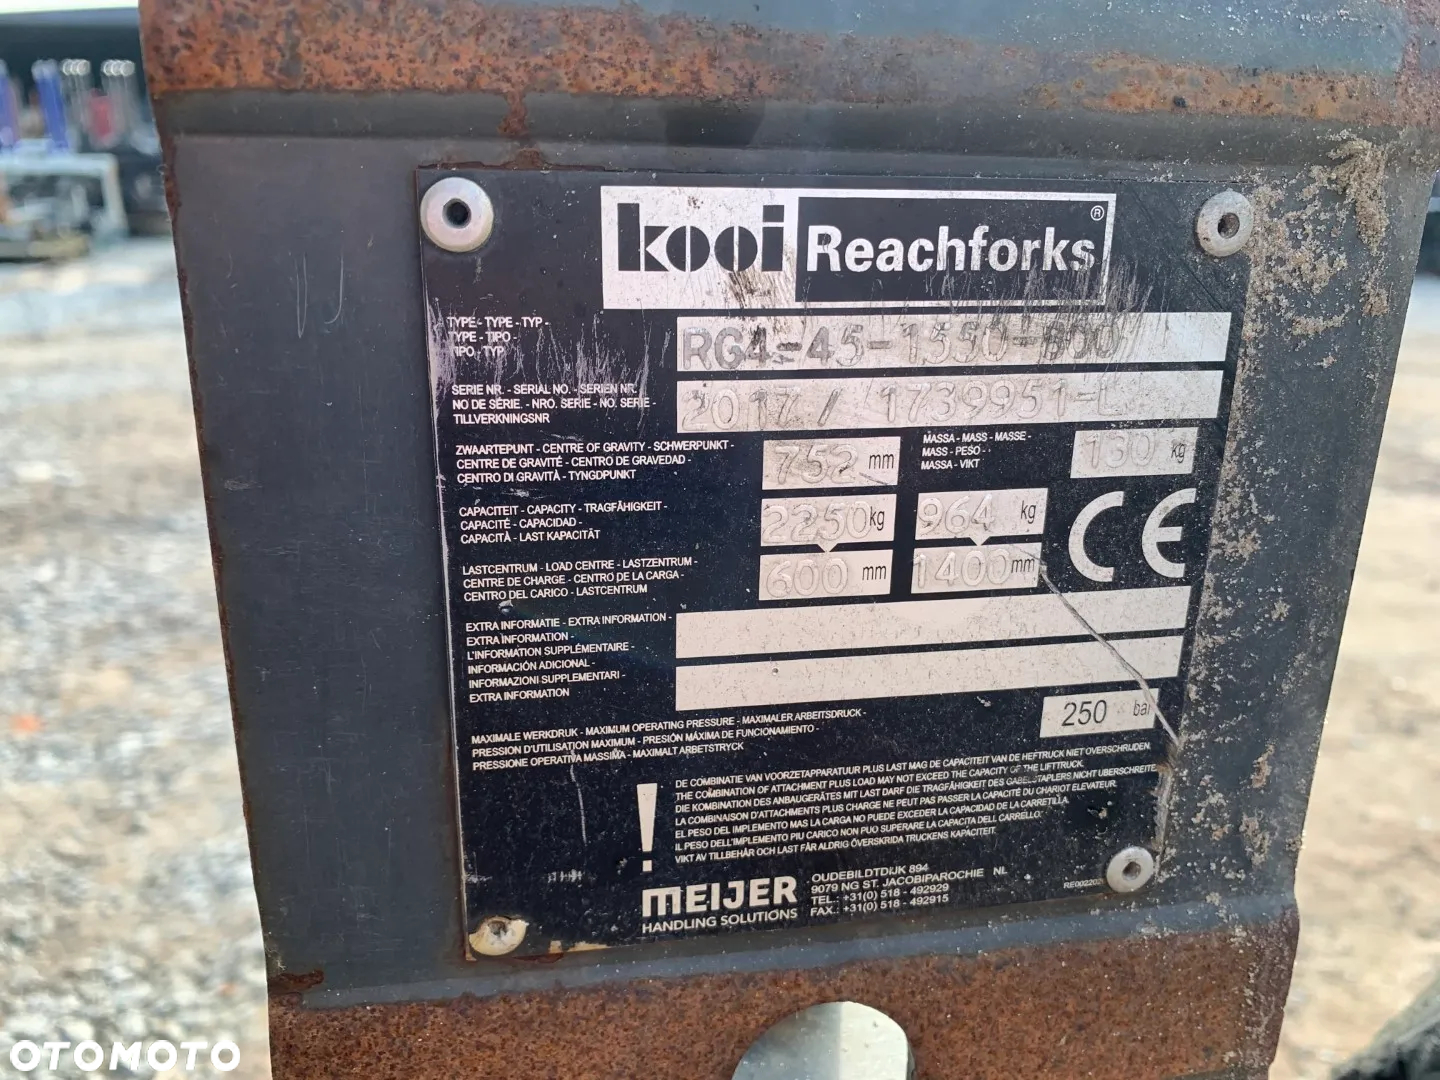 kooi Reachforks ®
TYPE - TYPE - TYP -
TYPE - TIPO -
TIPO - TYP
RG4-45-1550-800
SERIE NR. - SERIAL NO. - SERIEN NR.
NO DE SÉRIE. - NRO. SERIE - NO. SERIE -
TILLVERKNINGSNR
2017 / 1739951-L
ZWAARTEPUNT - CENTRE OF GRAVITY - SCHWERPUNKT -
CENTRE DE GRAVITÉ - CENTRO DE GRAVEDAD -
CENTRO DI GRAVITÀ - TYNGDPUNKT
752 mm
MASSA - MASS - MASSE -
MASS - PESO -
MASSA - VIKT
130 kg
CAPACITEIT - CAPACITY - TRAGFÄHIGKEIT -
CAPACITÉ - CAPACIDAD -
CAPACITÀ - LAST KAPACITÄT
2250 kg
964 kg
CE
LASTCENTRUM - LOAD CENTRE - LASTZENTRUM -
CENTRE DE CHARGE - CENTRO DE LA CARGA -
CENTRO DEL CARICO - LASTCENTRUM
600 mm
1400 mm
EXTRA INFORMATIE - EXTRA INFORMATION -
EXTRA INFORMATION -
L'INFORMATION SUPPLÉMENTAIRE -
INFORMACIÓN ADICIONAL -
INFORMAZIONI SUPPLEMENTARI -
EXTRA INFORMATION
MAXIMALE WERKDRUK - MAXIMUM OPERATING PRESSURE - MAXIMALER ARBEITSDRUCK -
PRESSION D'UTILISATION MAXIMUM - PRESIÓN MÁXIMA DE FUNCIONAMIENTO -
PRESSIONE OPERATIVA MASSIMA - MAXIMALT ARBETSTRYCK
250 bar
!
DE COMBINATIE VAN VOORZETAPPARATUUR PLUS LAST MAG DE CAPACITEIT VAN DE HEFTRUCK NIET OVERSCHRIJDEN.
THE COMBINATION OF ATTACHMENT PLUS LOAD MAY NOT EXCEED THE CAPACITY OF THE LIFTTRUCK.
DIE KOMBINATION DES ANBAUGERÄTES MIT LAST DARF DIE TRAGFÄHIGKEIT DES GABELSTAPLERS NICHT ÜBERSCHREITEN
LA COMBINAISON D'ATTACHMENTS PLUS CHARGE NE PEUT PAS PASSER LA CAPACITÉ DU CHARIOT ELEVATEUR.
EL PESO DEL IMPLEMENTO MAS LA CARGA NO PUEDE EXCEDER LA CAPACIDAD DE LA CARRETILLA.
IL PESO DELL'IMPLEMENTO PIU CARICO NON PUO SUPERARE LA CAPACITA DELL CARRELLO.
VIKT AV TILLBEHÅR OCH LAST FÅR ALDRIG ÖVERSKRIDA TRUCKENS KAPACITET.
MEIJER
HANDLING SOLUTIONS
OUDEBILDTDIJK 894
9079 NG ST. JACOBIPAROCHIE NL
TEL.: +31(0) 518 - 492929
FAX.: +31(0) 518 - 492915
OTOMOTO